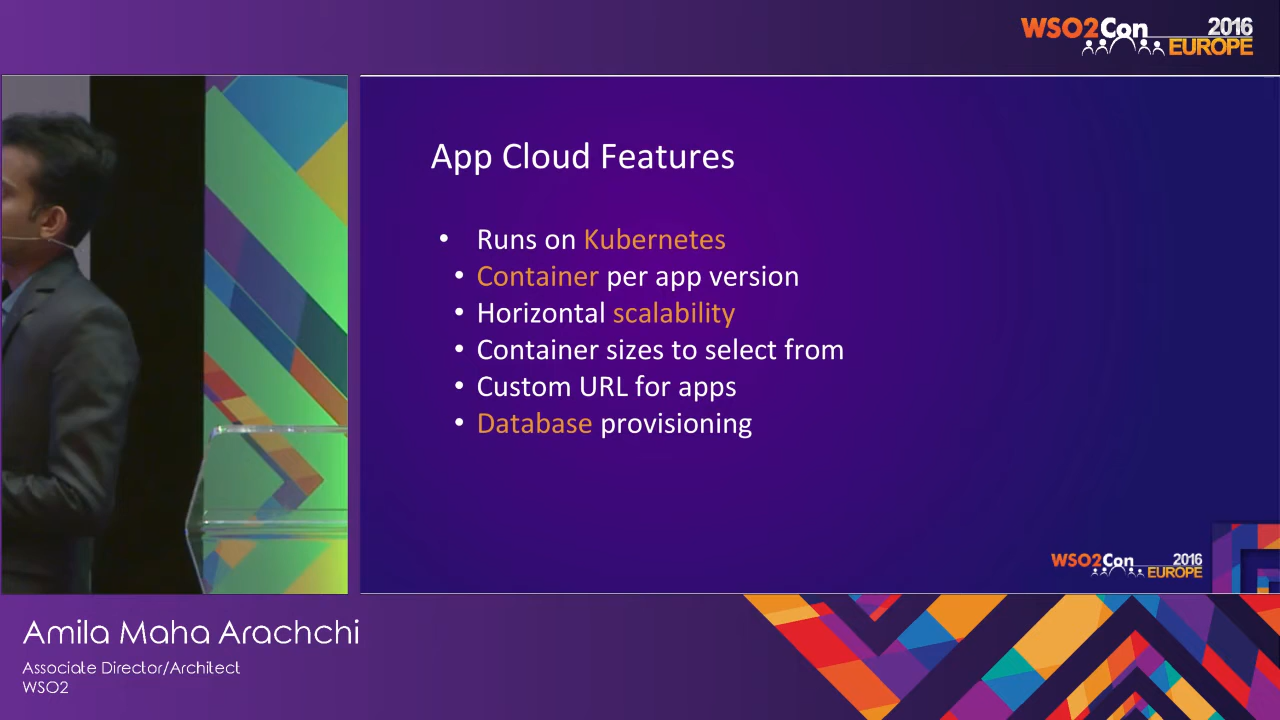 WSO2Con 2016
EUROPE
App Cloud Features
• Runs on Kubernetes
• Container per app version
• Horizontal scalability
• Container sizes to select from
• Custom URL for apps
• Database provisioning
WSO2Con 2016
EUROPE
Amila Maha Arachchi
Associate Director/Architect
WSO2